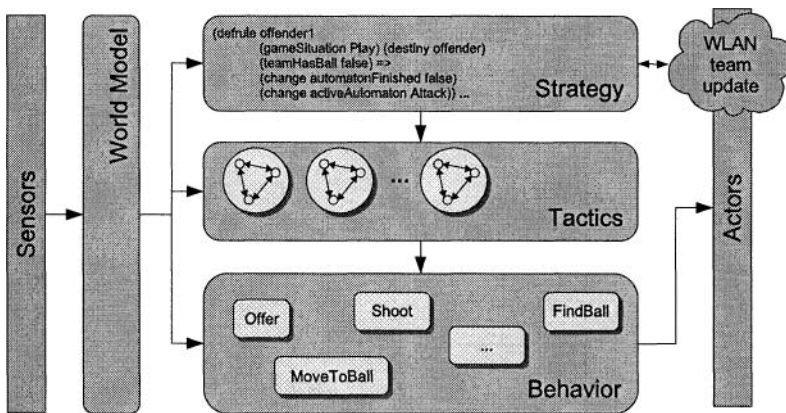 Sensors
World Model
(defrule offender1
(gameSituation Play) (destiny offender)
(teamHasBall false) =>
(change automatonFinished false)
(change activeAutomaton Attack)) ...
Strategy
WLAN
team
update
...
Tactics
Offer
Shoot
FindBall
...
MoveToBall
Behavior
Actors